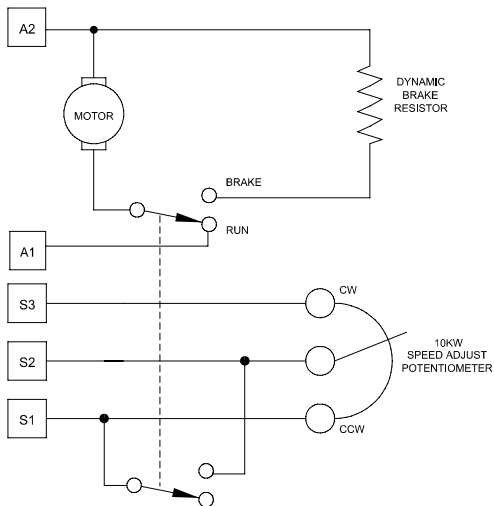 A2
DYNAMIC
BRAKE
RESISTOR
MOTOR
BRAKE
RUN
A1
S3
CW
S2
10KW
SPEED ADJUST
POTENTIOMETER
S1
CCW